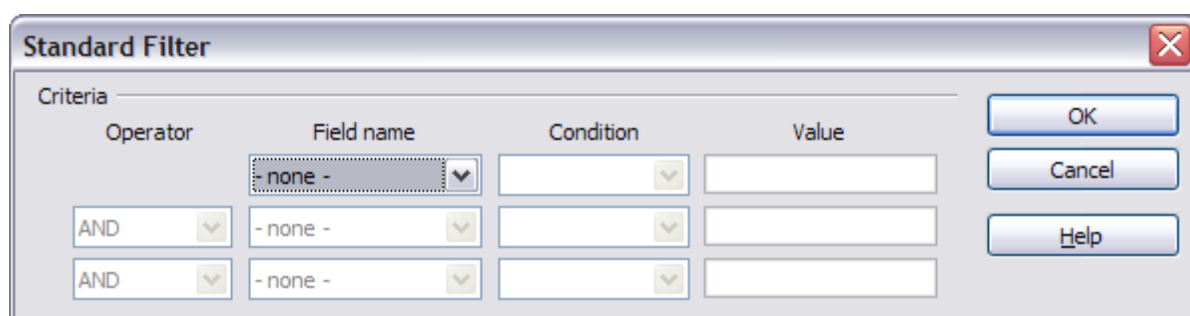 Standard Filter
Criteria
Operator Field name Condition Value
OK
- none -
Cancel
AND - none -
Help
AND - none -